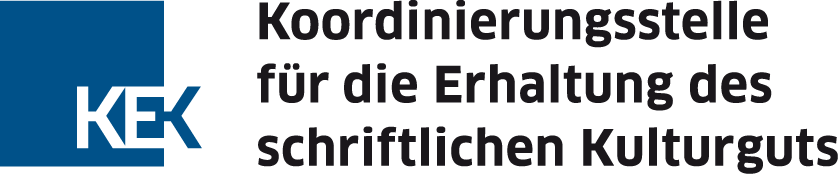 KEK
Koordinierungsstelle
für die Erhaltung des
schriftlichen Kulturguts